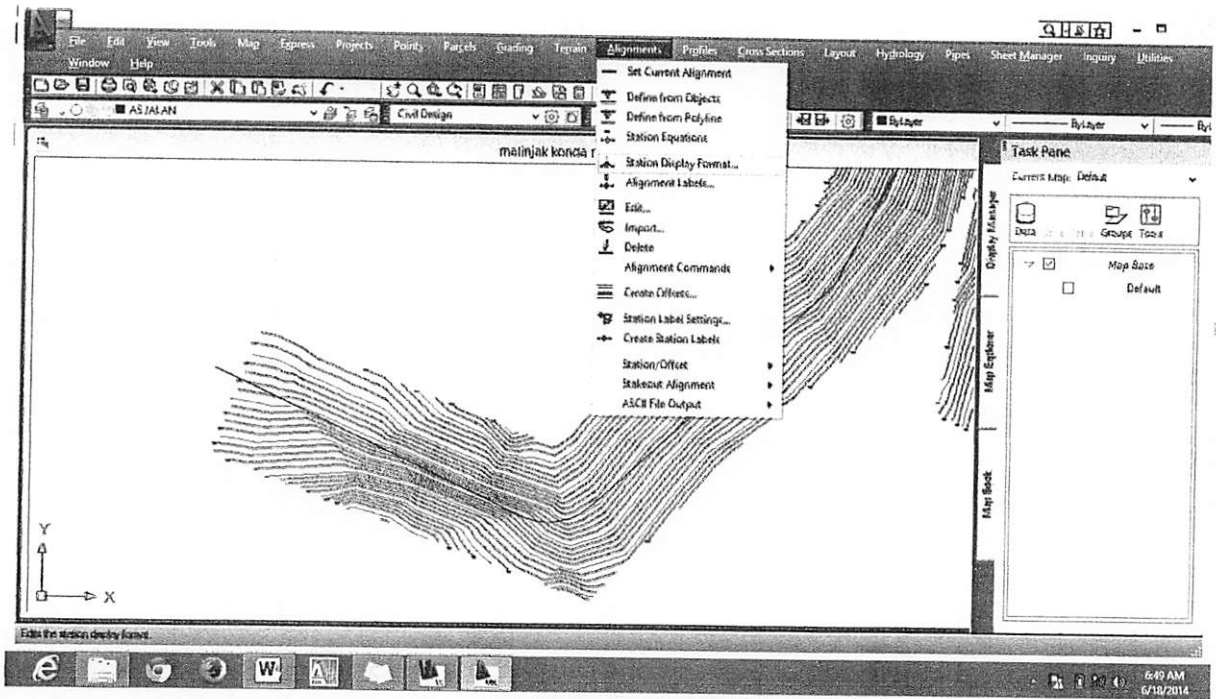 File Edit View Tools Map Express Projects Points Parcels Grading Terrain Alignments Profiles Cross Sections Layout Hydrology Pipes Sheet Manager Inquiry Utilities
Window Help
AS JALAN Civil Design ByLayer ByLayer
malinjak konda
Set Current Alignment
Define from Objects
Define from Polyline
Station Equations
Station Display Format...
Alignment Labels...
Edit...
Import...
Delete
Alignment Commands
Create Offsets...
Station Label Settings...
Create Station Labels
Station/Offset
Stakeout Alignment
ASCII File Output
Task Pane
Current Map: Default
Data Groups Tools
Map Base
Default
Display Manager
Map Explorer
Map Book
Y
X
Edits the station display format.
6:49 AM
6/18/2014